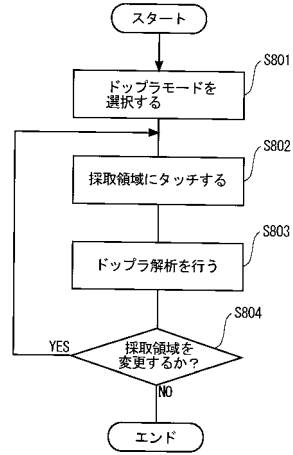 スタート
S801
ドップラモードを
選択する
S802
採取領域にタッチする
S803
ドップラ解析を行う
S804
採取領域を
変更するか？
YES
NO
エンド